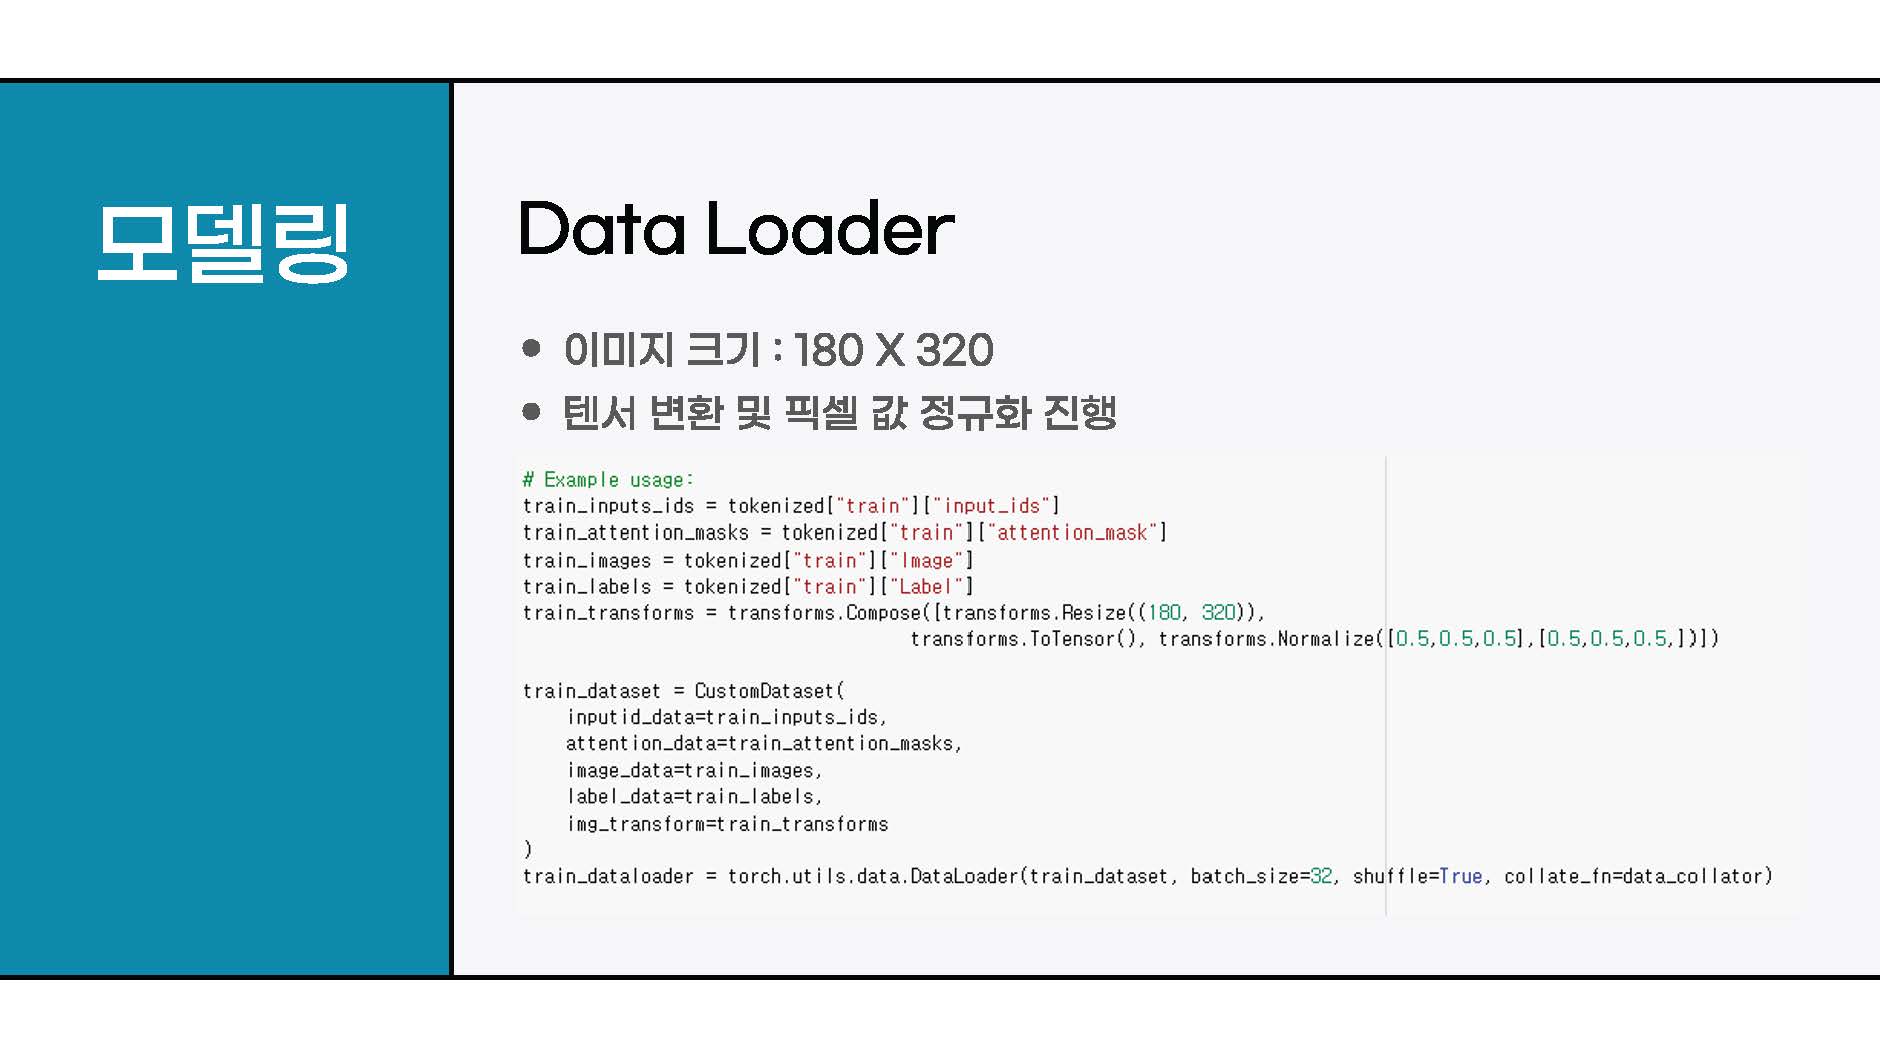 모델링
Data Loader
• 이미지 크기 : 180 X 320
• 텐서 변환 및 픽셀 값 정규화 진행
# Example usage:
train_inputs_ids = tokenized["train"]["input_ids"]
train_attention_masks = tokenized["train"]["attention_mask"]
train_images = tokenized["train"]["Image"]
train_labels = tokenized["train"]["Label"]
train_transforms = transforms.Compose([transforms.Resize((180, 320)),
transforms.ToTensor(), transforms.Normalize([0.5,0.5,0.5],[0.5,0.5,0.5,])])
train_dataset = CustomDataset(
inputid_data=train_inputs_ids,
attention_data=train_attention_masks,
image_data=train_images,
label_data=train_labels,
img_transform=train_transforms
)
train_dataloader = torch.utils.data.DataLoader(train_dataset, batch_size=32, shuffle=True, collate_fn=data_collator)